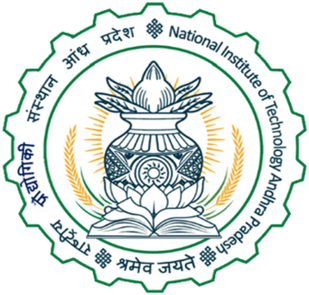 राष्ट्रीय प्रौद्योगिकी संस्थान आंध्र प्रदेश
National Institute of Technology Andhra Pradesh
श्रमेव जयते